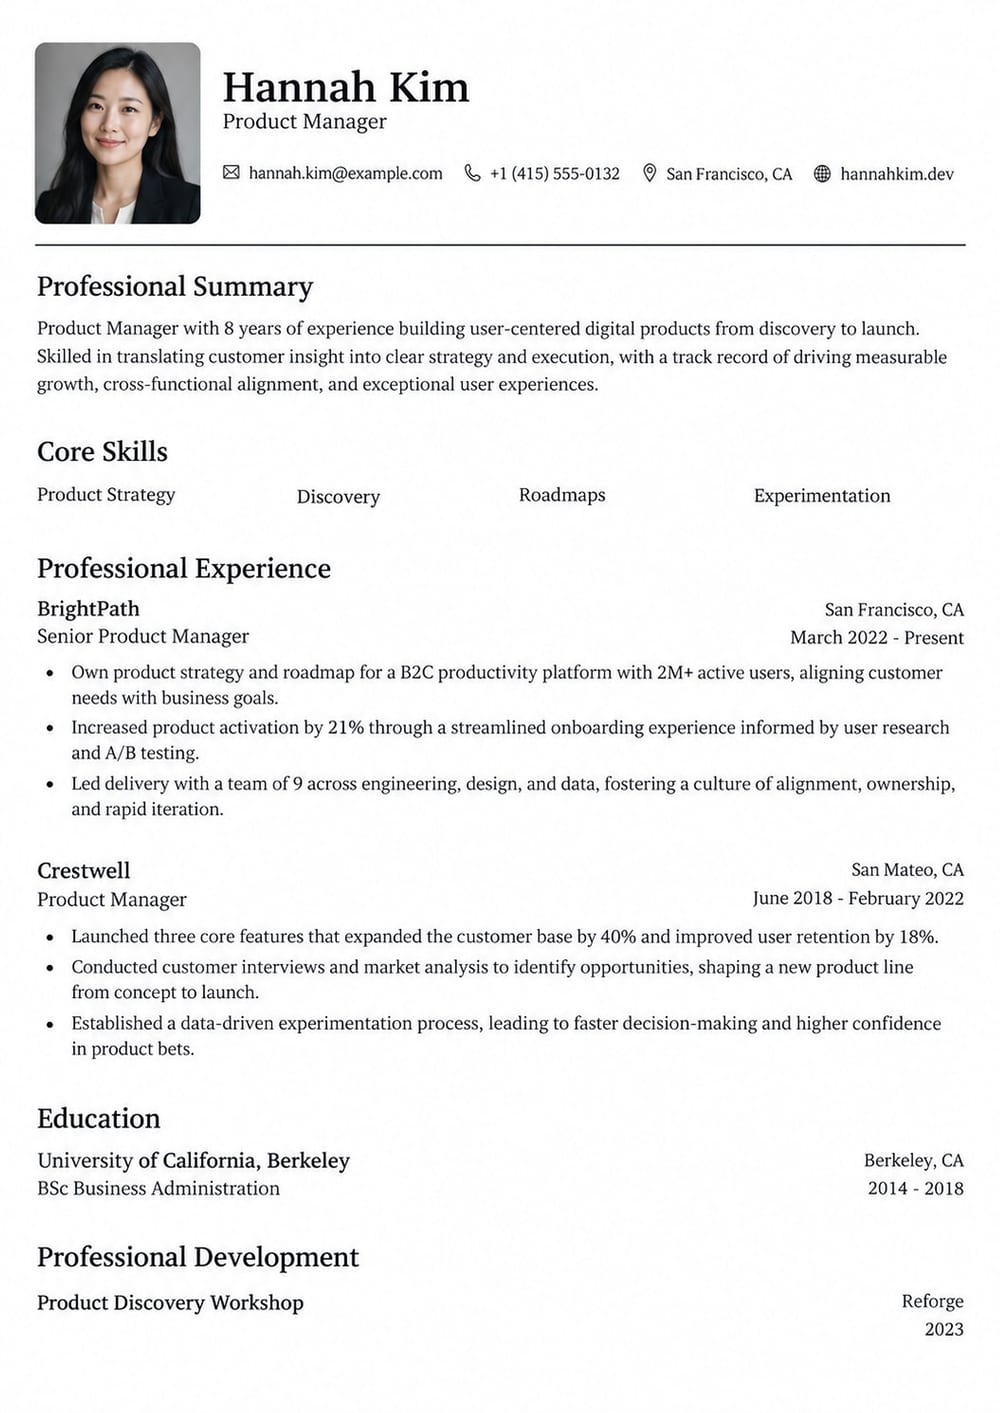 Hannah Kim
Product Manager
hannah.kim@example.com +1 (415) 555-0132 San Francisco, CA hannahkim.dev
Professional Summary
Product Manager with 8 years of experience building user-centered digital products from discovery to launch.
Skilled in translating customer insight into clear strategy and execution, with a track record of driving measurable
growth, cross-functional alignment, and exceptional user experiences.
Core Skills
Product Strategy Discovery Roadmaps Experimentation
Professional Experience
BrightPath San Francisco, CA
Senior Product Manager March 2022 - Present
• Own product strategy and roadmap for a B2C productivity platform with 2M+ active users, aligning customer
needs with business goals.
• Increased product activation by 21% through a streamlined onboarding experience informed by user research
and A/B testing.
• Led delivery with a team of 9 across engineering, design, and data, fostering a culture of alignment, ownership,
and rapid iteration.
Crestwell San Mateo, CA
Product Manager June 2018 - February 2022
• Launched three core features that expanded the customer base by 40% and improved user retention by 18%.
• Conducted customer interviews and market analysis to identify opportunities, shaping a new product line
from concept to launch.
• Established a data-driven experimentation process, leading to faster decision-making and higher confidence
in product bets.
Education
University of California, Berkeley Berkeley, CA
BSc Business Administration 2014 - 2018
Professional Development
Product Discovery Workshop Reforge
2023